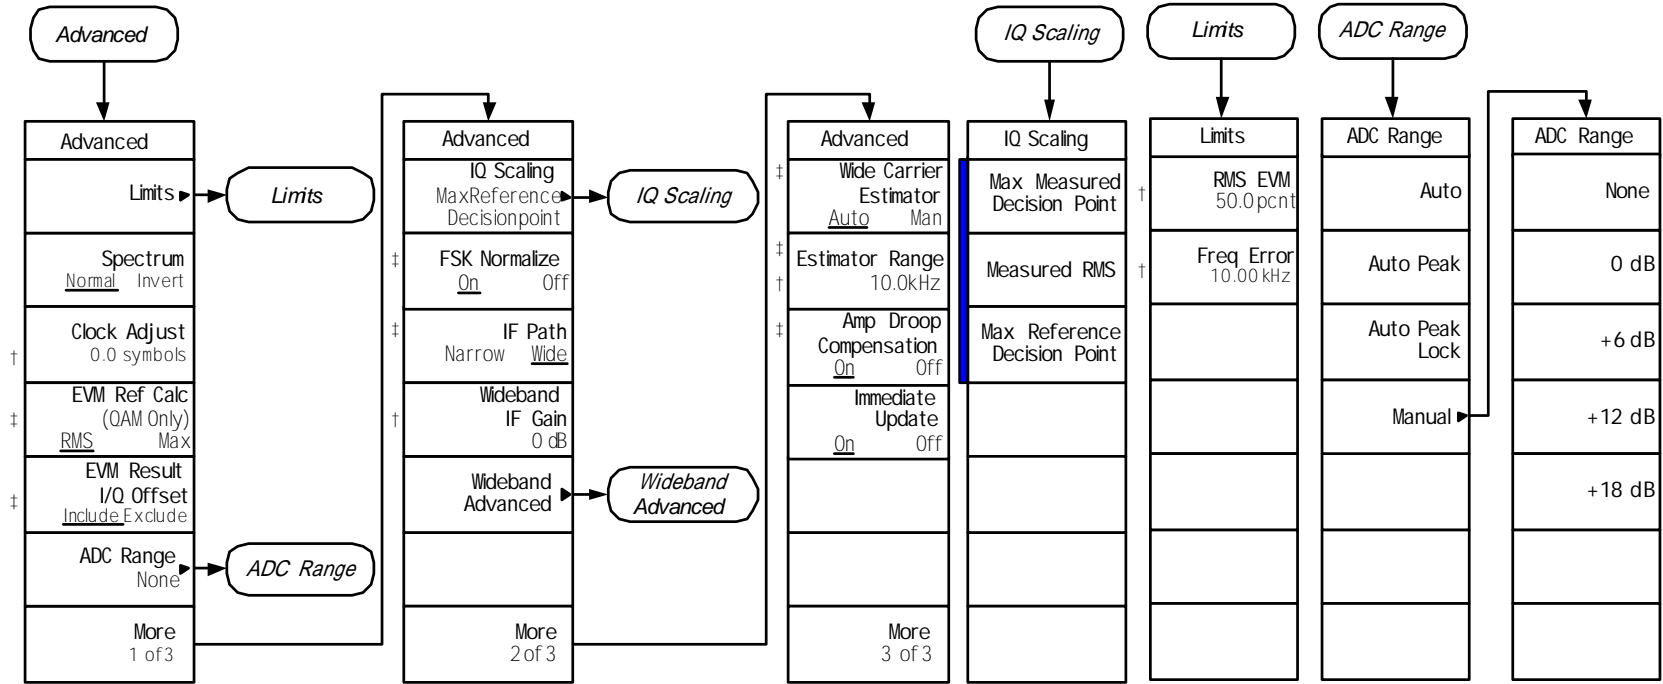 Advanced
Advanced
Limits
Limits
Spectrum
Normal Invert
Clock Adjust
† 0.0 symbols
EVM Ref Calc
‡ (QAM Only)
RMS Max
EVM Result
‡ I/Q Offset
Include Exclude
ADC Range
None
ADC Range
More
1 of 3
Advanced
IQ Scaling
MaxReference
Decisionpoint
IQ Scaling
‡ FSK Normalize
On Off
‡ IF Path
Narrow Wide
Wideband
† IF Gain
0 dB
Wideband
Advanced
Wideband
Advanced
More
2 of 3
Advanced
‡ Wide Carrier
Estimator
Auto Man
‡ Estimator Range
† 10.0kHz
‡ Amp Droop
Compensation
On Off
Immediate
Update
On Off
More
3 of 3
IQ Scaling
IQ Scaling
Max Measured
Decision Point
Measured RMS
Max Reference
Decision Point
Limits
Limits
RMS EVM
† 50.0 pcnt
Freq Error
† 10.00 kHz
ADC Range
ADC Range
Auto
Auto Peak
Auto Peak
Lock
Manual
ADC Range
None
0 dB
+6 dB
+12 dB
+18 dB